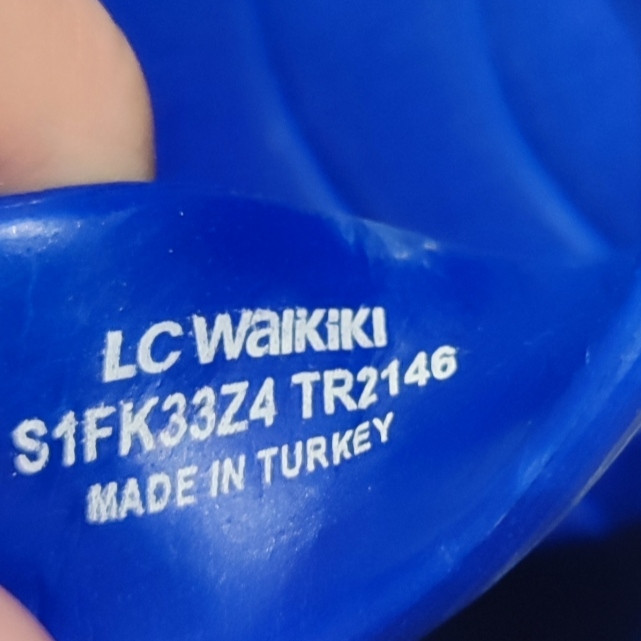 LC Waikiki
S1FK33Z4 TR2146
MADE IN TURKEY